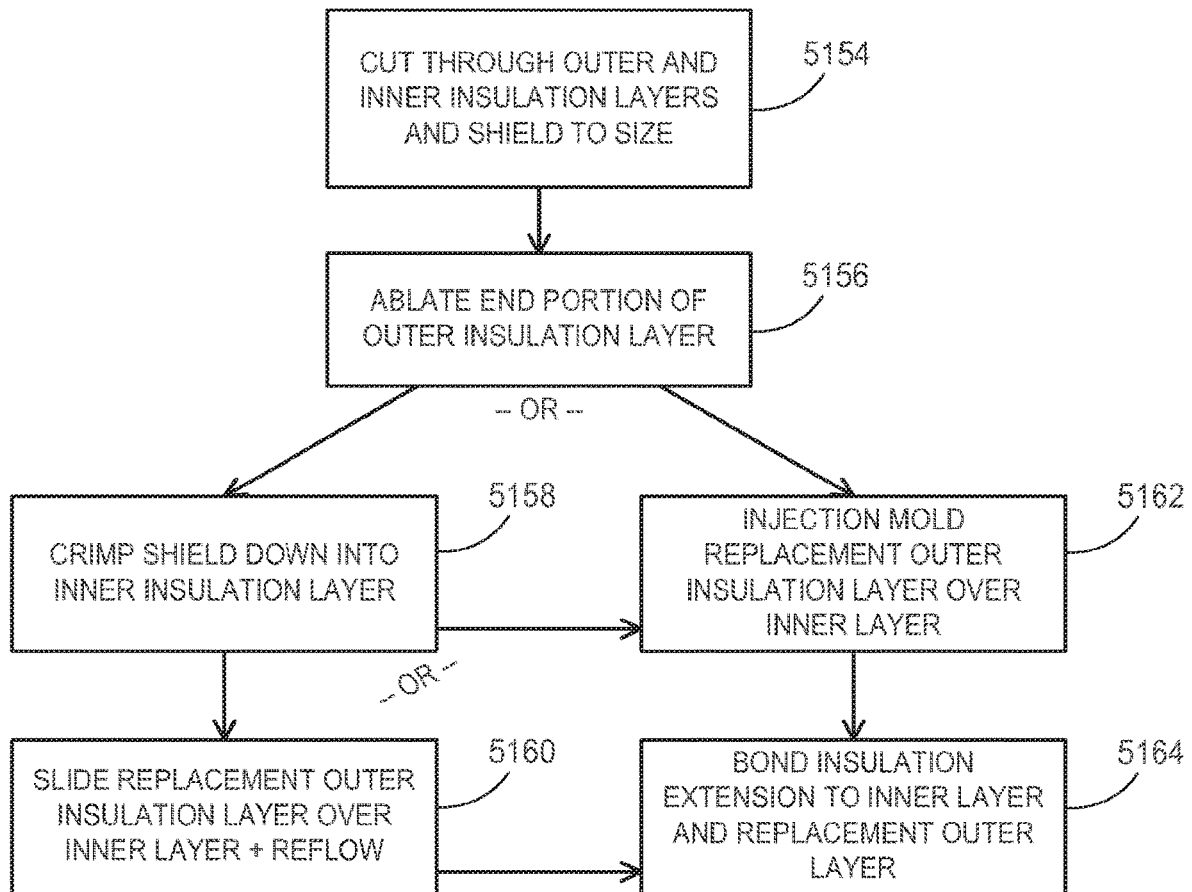 CUT THROUGH OUTER AND
INNER INSULATION LAYERS
AND SHIELD TO SIZE
5154
ABLATE END PORTION OF
OUTER INSULATION LAYER
5156
-- OR --
CRIMP SHIELD DOWN INTO
INNER INSULATION LAYER
5158
INJECTION MOLD
REPLACEMENT OUTER
INSULATION LAYER OVER
INNER LAYER
5162
-- OR --
SLIDE REPLACEMENT OUTER
INSULATION LAYER OVER
INNER LAYER + REFLOW
5160
BOND INSULATION
EXTENSION TO INNER LAYER
AND REPLACEMENT OUTER
LAYER
5164